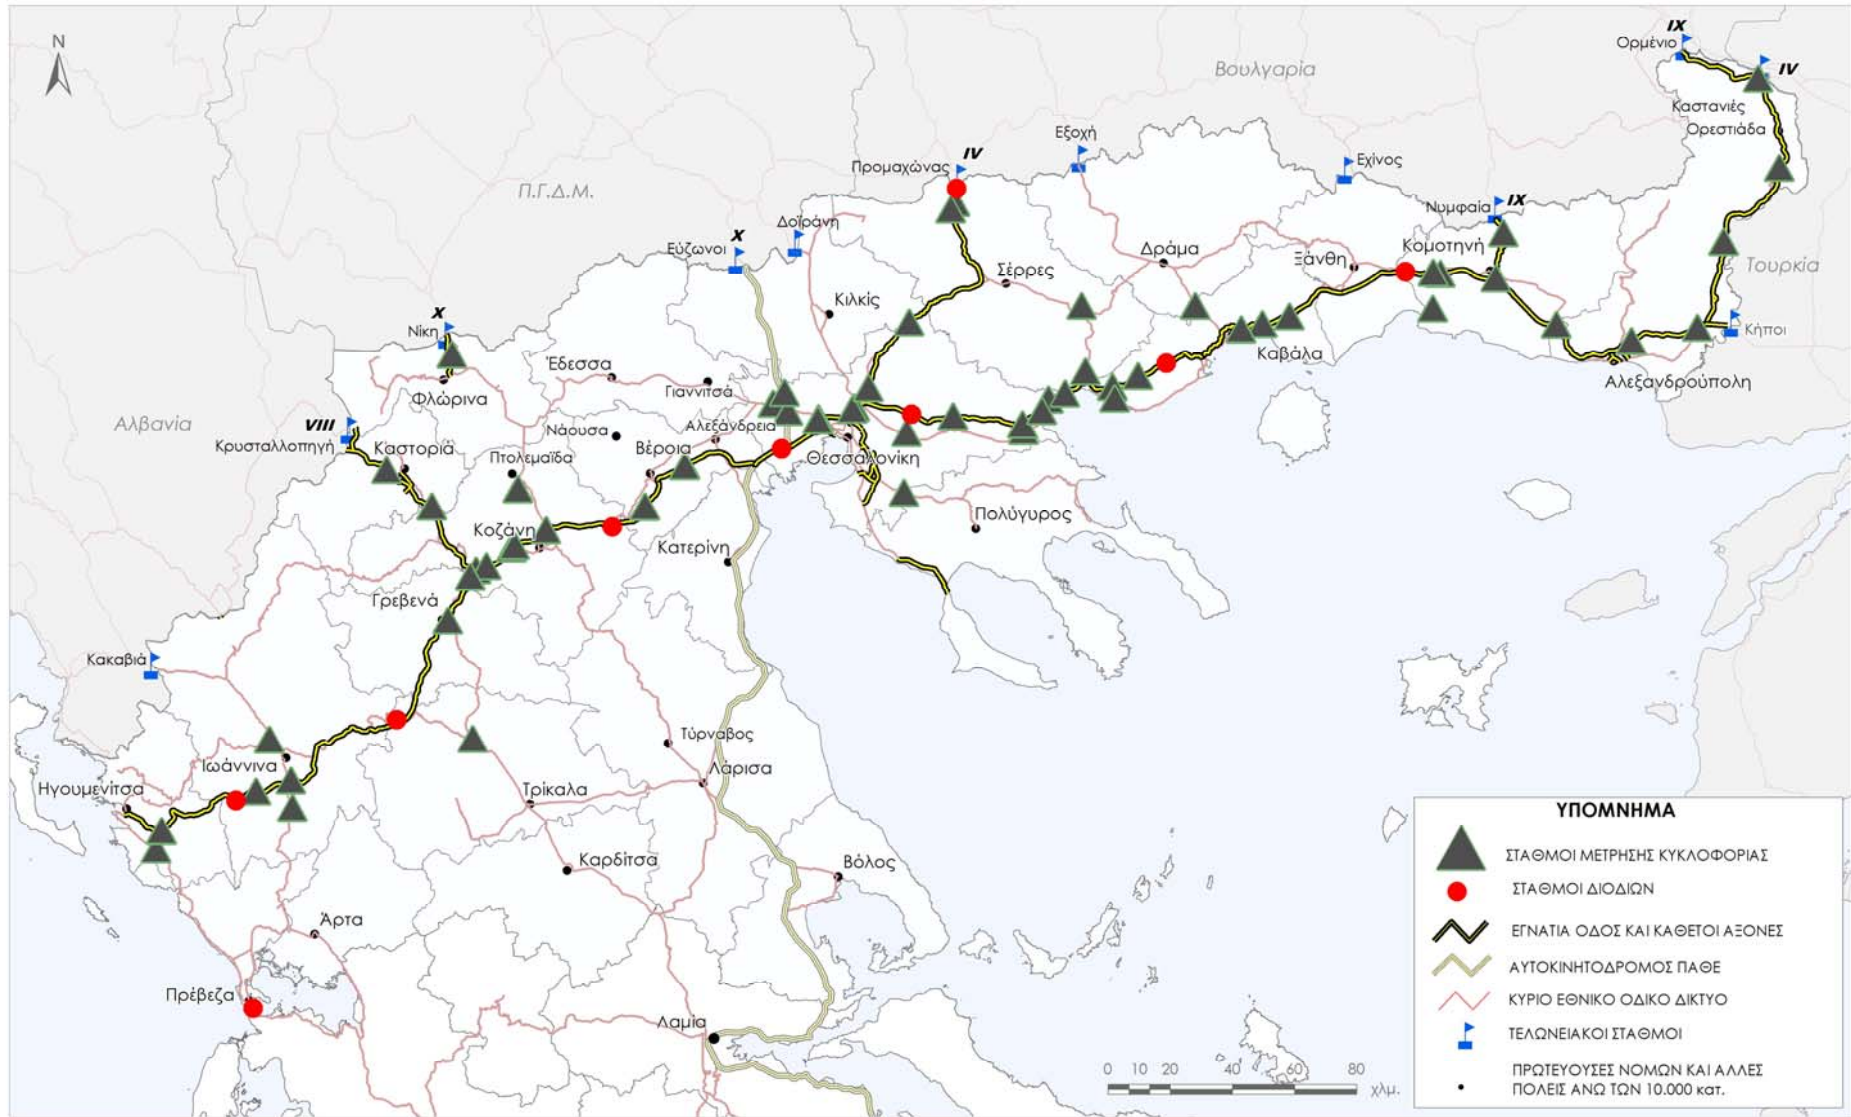 N
Βουλγαρία
IX
Ορμένιο
IV
Καστανιές
Ορεστιάδα
Εξοχή
IV
Προμαχώνας
Εχίνος
Π.Γ.Δ.Μ.
Νυμφαία
IX
Δοϊράνη
X
Εύζωνοι
Δράμα
Κομοτηνή
Ξάνθη
Τουρκία
Σέρρες
Κιλκίς
X
Νίκη
Κήποι
Καβάλα
Έδεσσα
Αλεξανδρούπολη
Γιαννιτσά
Φλώρινα
Αλβανία
VIII
Κρυσταλλοπηγή
Νάουσα
Αλεξάνδρεια
Καστοριά
Πτολεμαΐδα
Βέροια
Θεσσαλονίκη
Πολύγυρος
Κοζάνη
Κατερίνη
Γρεβενά
Κακαβιά
Τύρναβος
Ιωάννινα
Λάρισα
Ηγουμενίτσα
Τρίκαλα
Καρδίτσα
Βόλος
Άρτα
Πρέβεζα
Λαμία
0 10 20 40 60 80
χλμ.
ΥΠΟΜΝΗΜΑ
ΣΤΑΘΜΟΙ ΜΕΤΡΗΣΗΣ ΚΥΚΛΟΦΟΡΙΑΣ
ΣΤΑΘΜΟΙ ΔΙΟΔΙΩΝ
ΕΓΝΑΤΙΑ ΟΔΟΣ ΚΑΙ ΚΑΘΕΤΟΙ ΑΞΟΝΕΣ
ΑΥΤΟΚΙΝΗΤΟΔΡΟΜΟΣ ΠΑΘΕ
ΚΥΡΙΟ ΕΘΝΙΚΟ ΟΔΙΚΟ ΔΙΚΤΥΟ
ΤΕΛΩΝΕΙΑΚΟΙ ΣΤΑΘΜΟΙ
ΠΡΩΤΕΥΟΥΣΕΣ ΝΟΜΩΝ ΚΑΙ ΑΛΛΕΣ
ΠΟΛΕΙΣ ΑΝΩ ΤΩΝ 10.000 κατ.